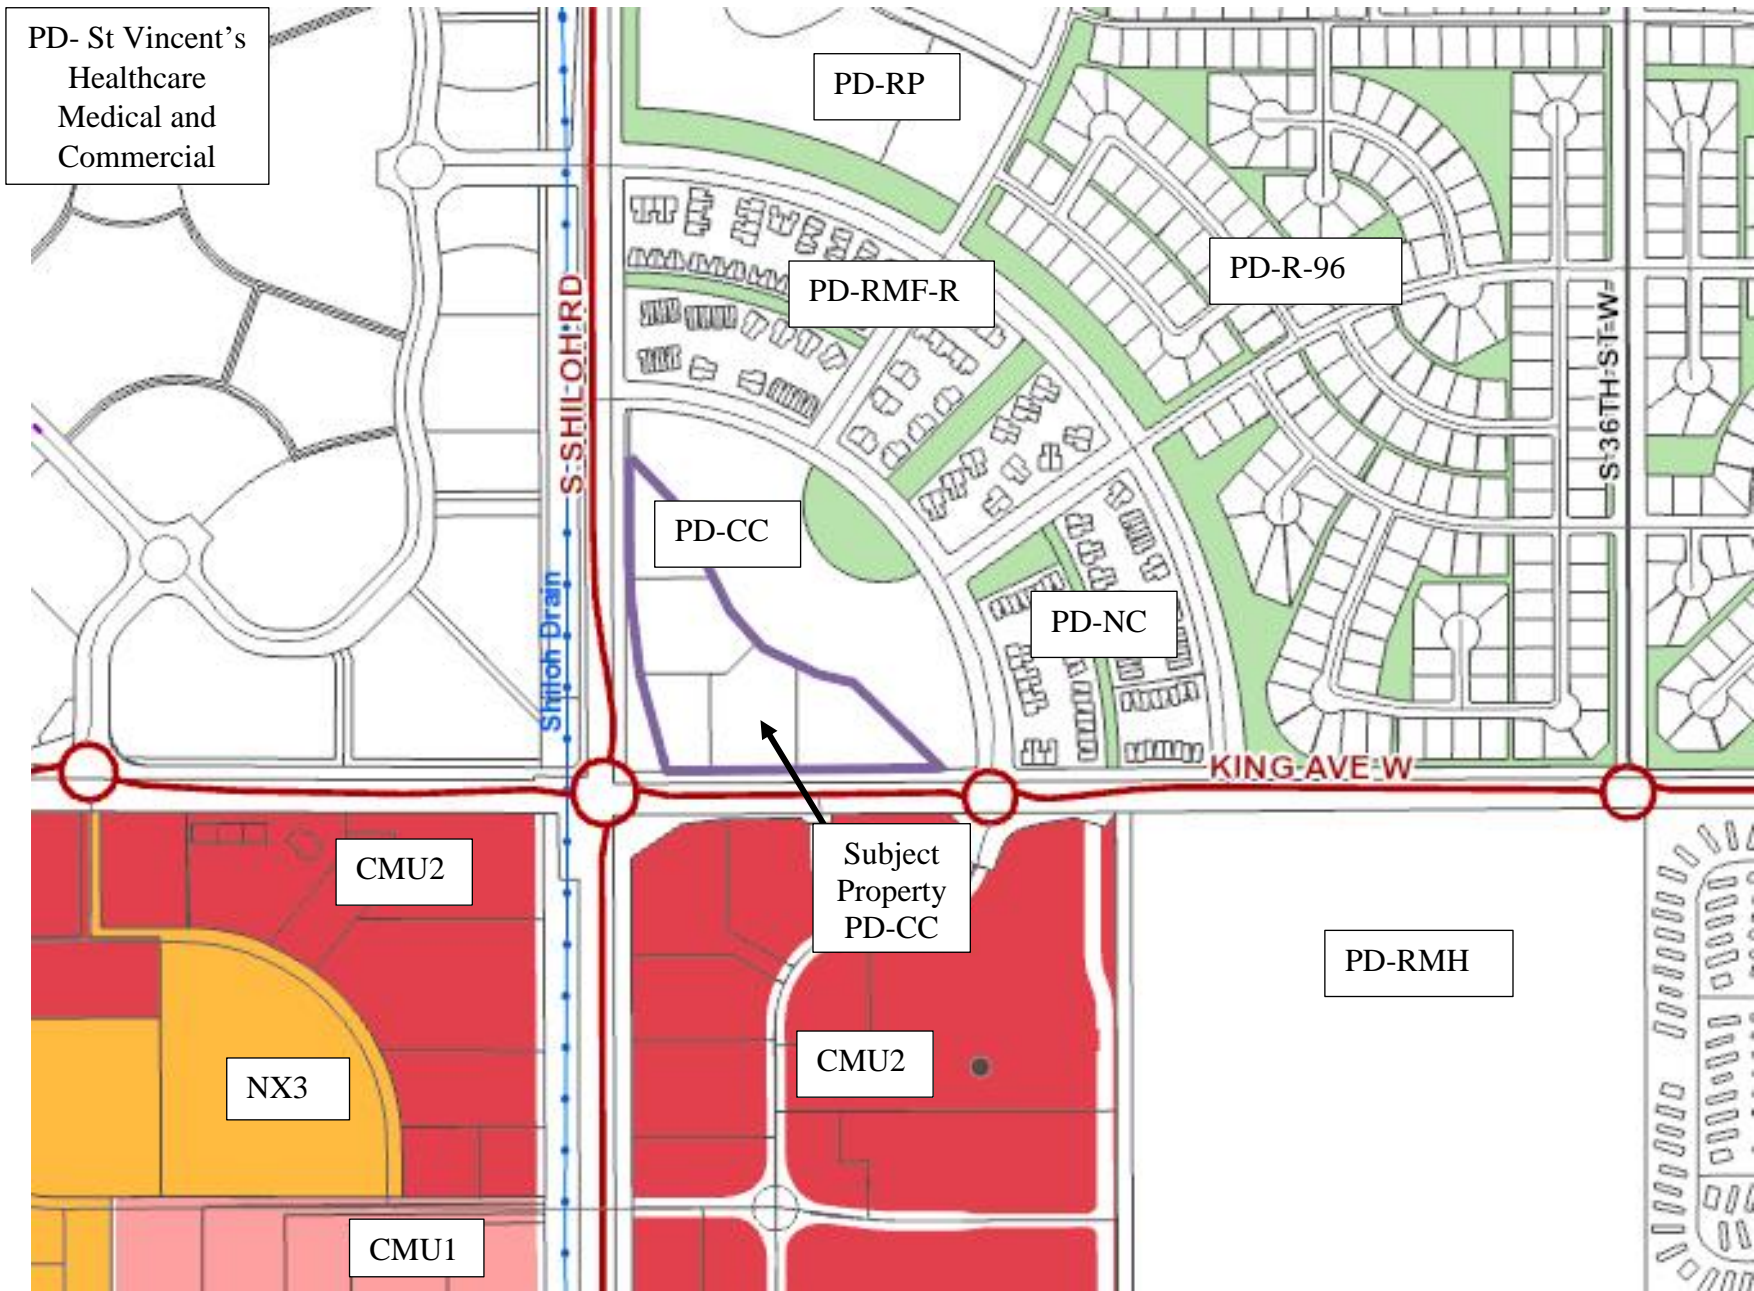 PD- St Vincent's
Healthcare
Medical and
Commercial
PD-RP
PD-R-96
PD-RMF-R
S SHILOH RD
S 36TH ST W
PD-CC
Shiloh Drain
PD-NC
KING AVE W
Subject
Property
PD-CC
CMU2
PD-RMH
CMU2
NX3
CMU1